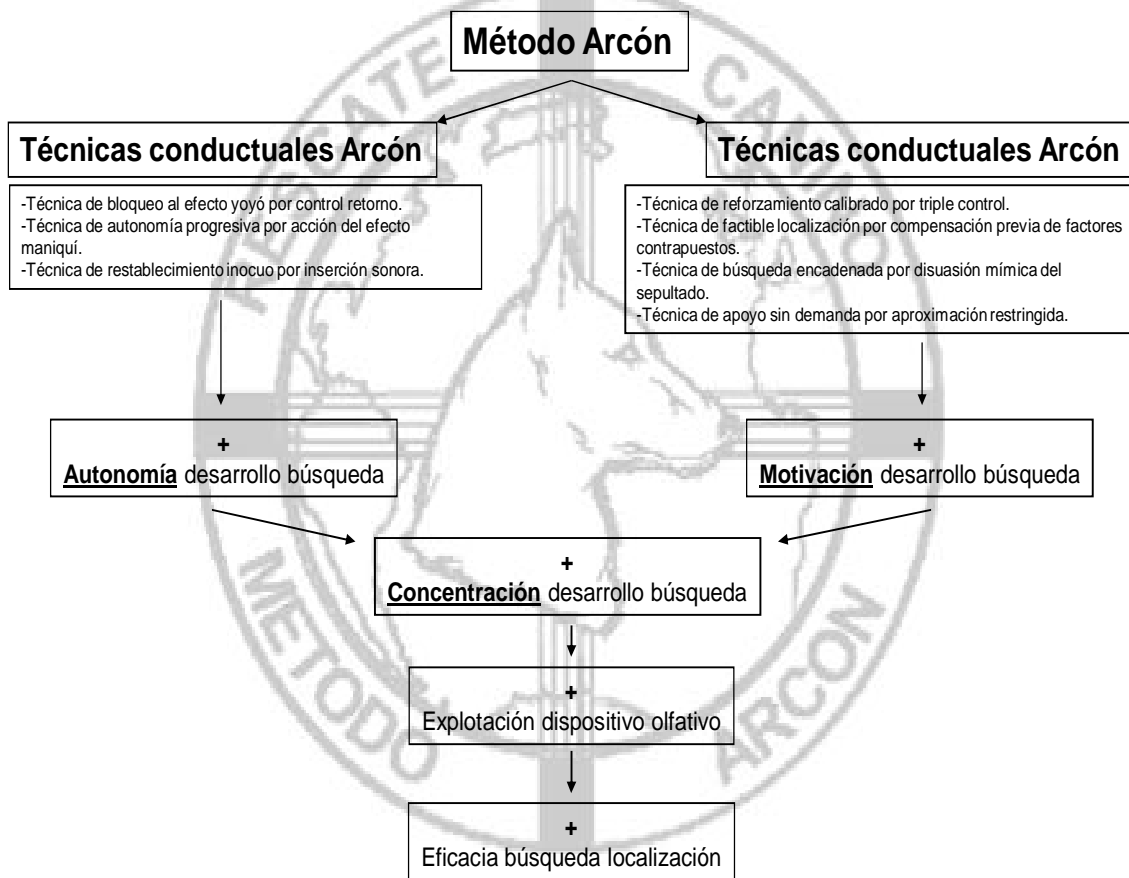 Método Arcón
Técnicas conductuales Arcón
-Técnica de bloqueo al efecto yoyó por control retorno.
-Técnica de autonomía progresiva por acción del efecto
maniquí.
-Técnica de restablecimiento inocuo por inserción sonora.
Técnicas conductuales Arcón
-Técnica de reforzamiento calibrado por triple control.
-Técnica de factible localización por compensación previa de factores
contrapuestos.
-Técnica de búsqueda encadenada por disuasión mímica del
sepultado.
-Técnica de apoyo sin demanda por aproximación restringida.
+
Autonomía desarrollo búsqueda
+
Motivación desarrollo búsqueda
+
Concentración desarrollo búsqueda
+
Explotación dispositivo olfativo
+
Eficacia búsqueda localización
RESCATE CANINO
METODO ARCON